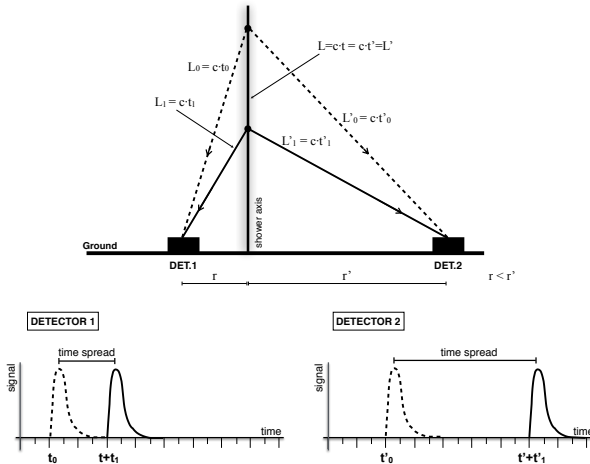 L₀ = c·t₀
L=c·t = c·t'=L'
L₁ = c·t₁
L'₀ = c·t'₀
L'₁ = c·t'₁
shower axis
Ground
DET.1
DET.2
r
r'
r < r'
DETECTOR 1
time spread
signal
time
t₀
t+t₁
DETECTOR 2
time spread
signal
time
t'₀
t'+t'₁